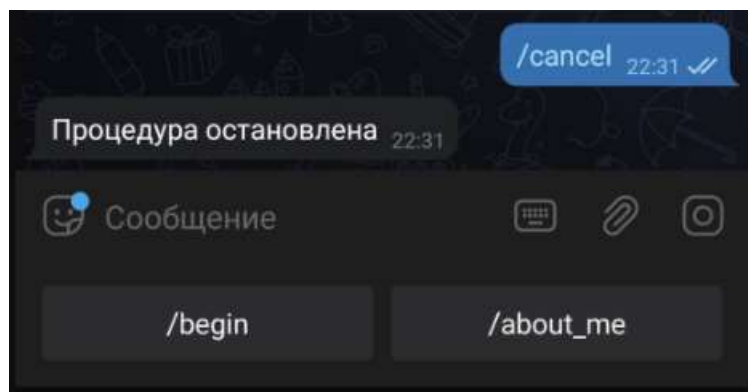 /cancel 22:31
Процедура остановлена 22:31
Сообщение
/begin /about_me